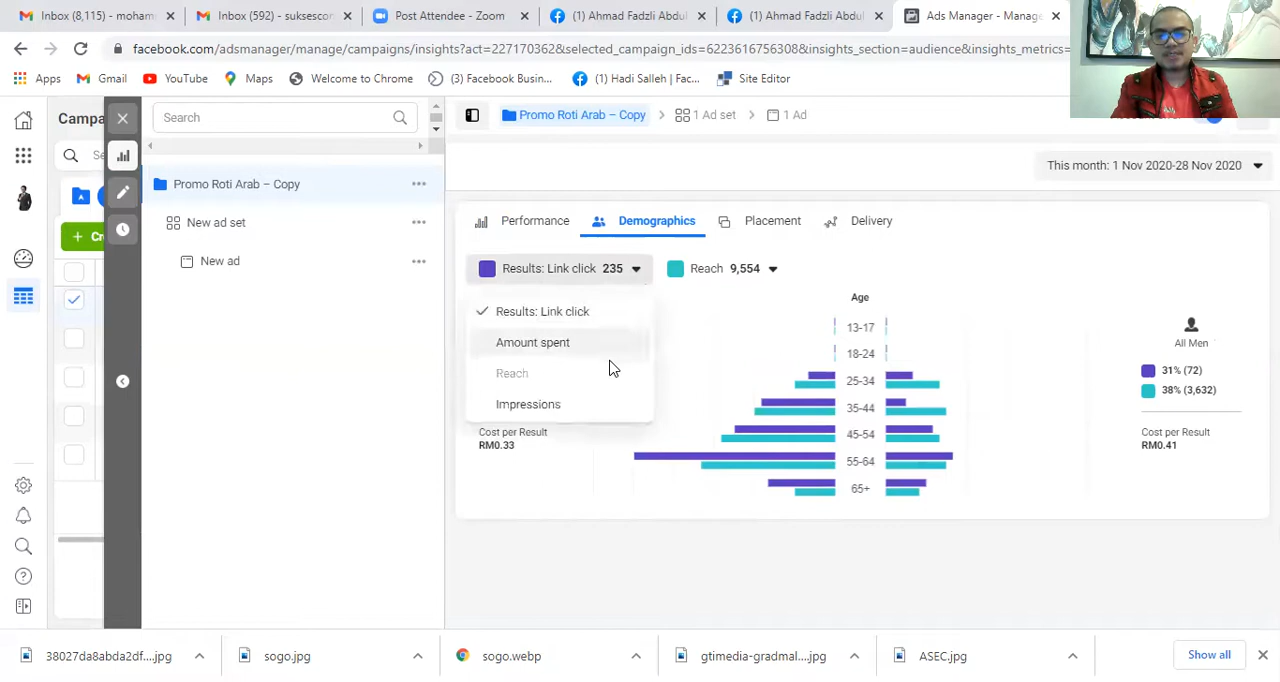 Inbox (8,115) - moham
Inbox (592) - suksescon
Post Attendee - Zoom
(1) Ahmad Fadzli Abdul
(1) Ahmad Fadzli Abdul
Ads Manager - Manage
facebook.com/adsmanager/manage/campaigns/insights?act=227170362&selected_campaign_ids=6223616756308&insights_section=audience&insights_metrics=
Apps
Gmail
YouTube
Maps
Welcome to Chrome
(3) Facebook Busin...
(1) Hadi Salleh | Fac...
Site Editor
Campa
Search
Promo Roti Arab – Copy
1 Ad set
1 Ad
This month: 1 Nov 2020-28 Nov 2020
Se
Promo Roti Arab – Copy
New ad set
New ad
Cr
Performance
Demographics
Placement
Delivery
Results: Link click 235
Reach 9,554
Results: Link click
Amount spent
Reach
Impressions
Cost per Result
RM0.33
Age
13-17
18-24
25-34
35-44
45-54
55-64
65+
All Men
31% (72)
38% (3,632)
Cost per Result
RM0.41
38027da8abda2df....jpg
sogo.jpg
sogo.webp
gtimedia-gradmal....jpg
ASEC.jpg
Show all